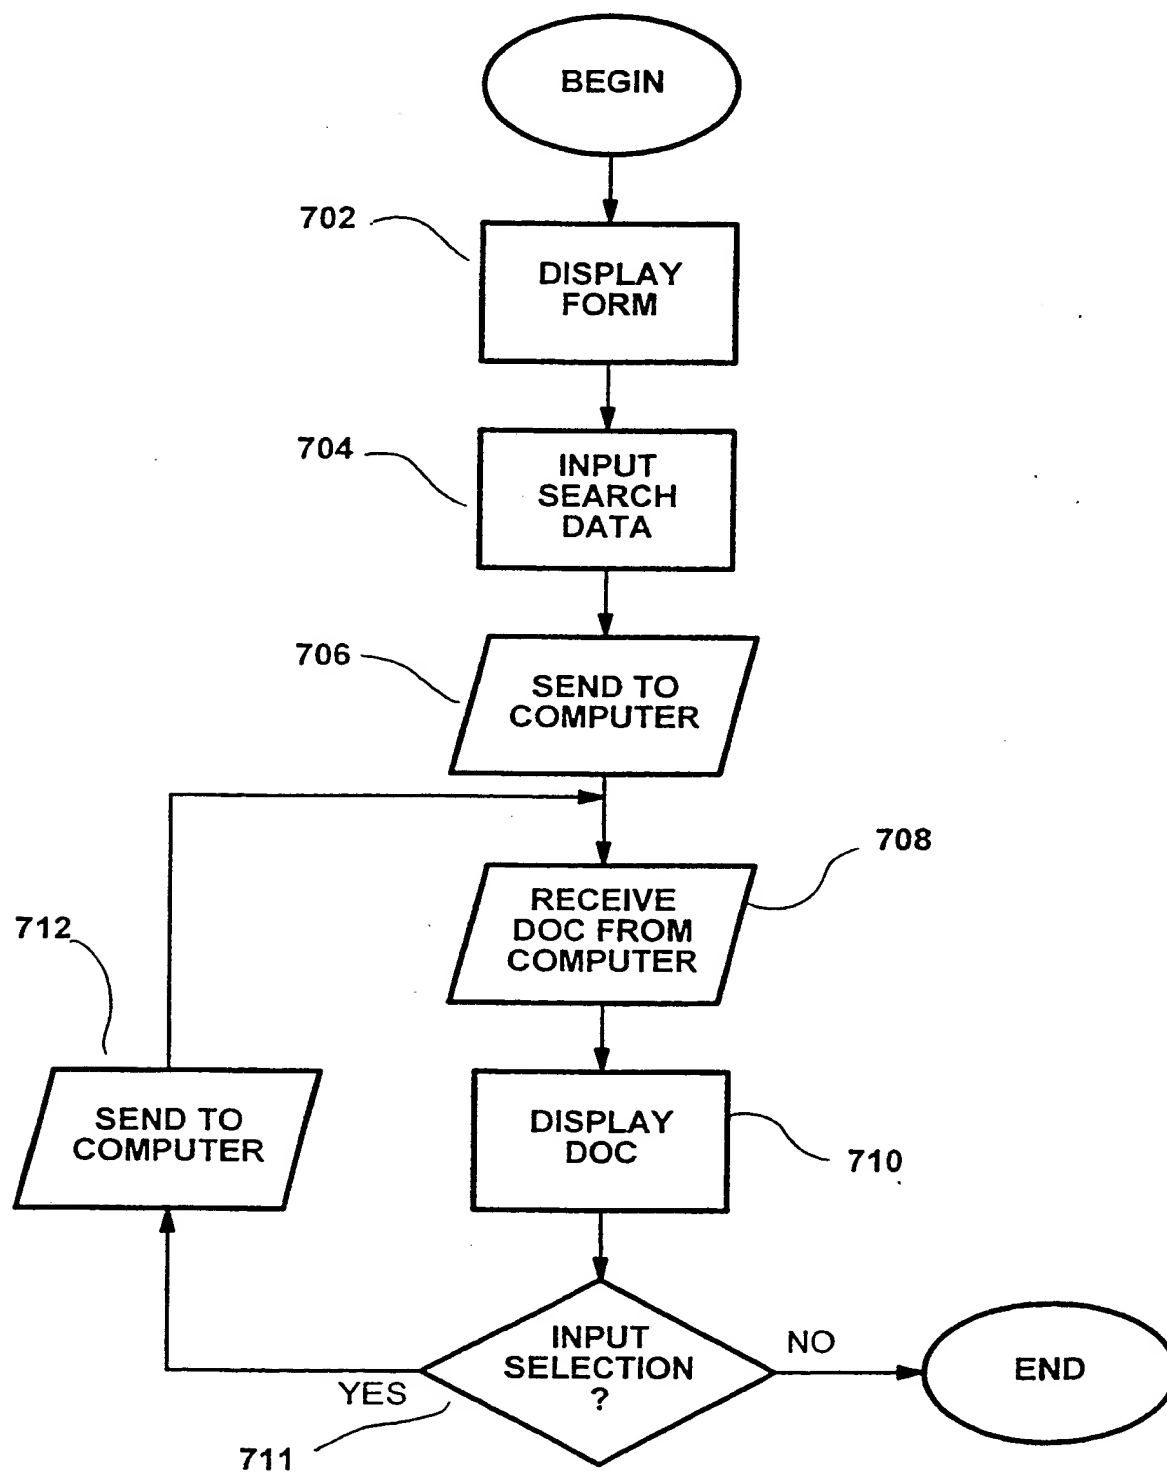 BEGIN
702
DISPLAY
FORM
704
INPUT
SEARCH
DATA
706
SEND TO
COMPUTER
708
RECEIVE
DOC FROM
COMPUTER
712
SEND TO
COMPUTER
DISPLAY
DOC
710
INPUT
SELECTION
?
NO
END
YES
711